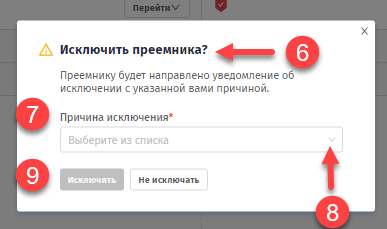 Перейти
Исключить преемника?
6
Преемнику будет направлено уведомление об
исключении с указанной вами причиной.
7
Причина исключения*
Выберите из списка
9
Исключить
Не исключать
8